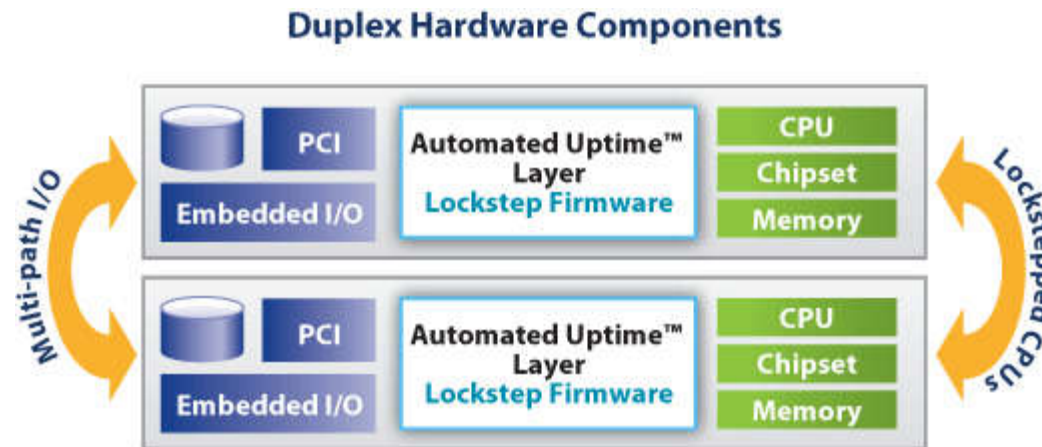 Duplex Hardware Components
Multi-path I/O
PCI
Embedded I/O
Automated Uptime™
Layer
Lockstep Firmware
CPU
Chipset
Memory
Lockstepped CPUs
PCI
Embedded I/O
Automated Uptime™
Layer
Lockstep Firmware
CPU
Chipset
Memory